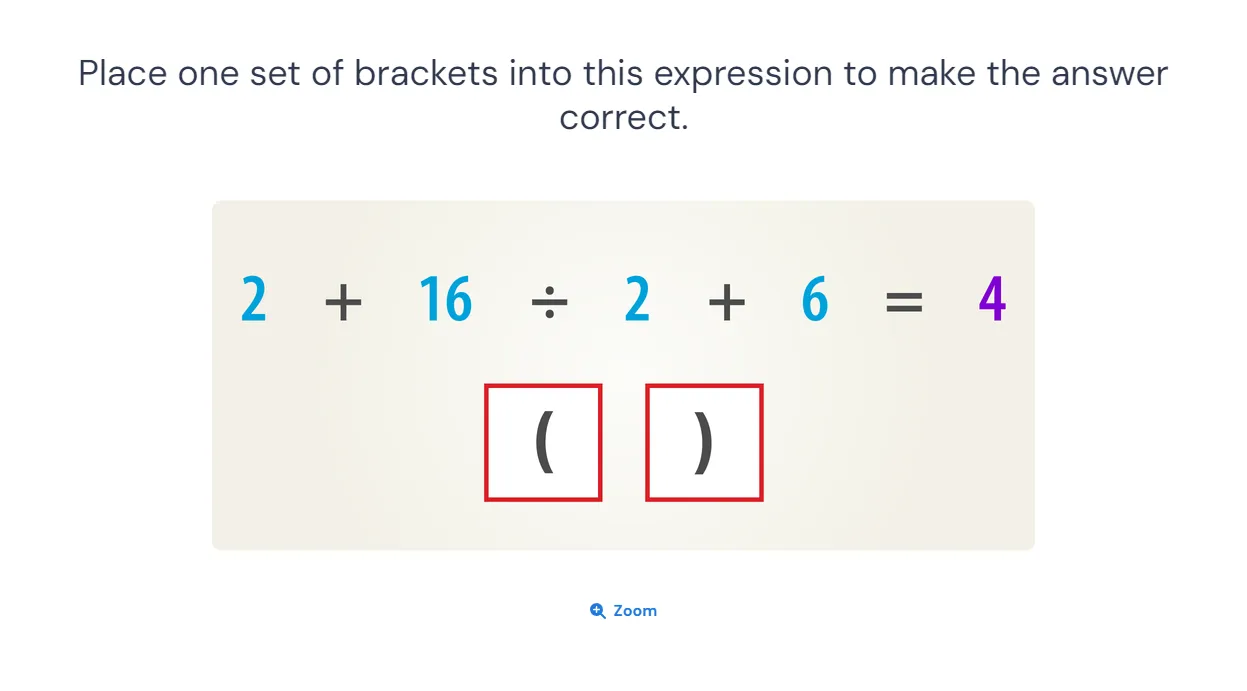 Place one set of brackets into this expression to make the answer
correct.
2 + 16 ÷ 2 + 6 = 4
( )
Zoom